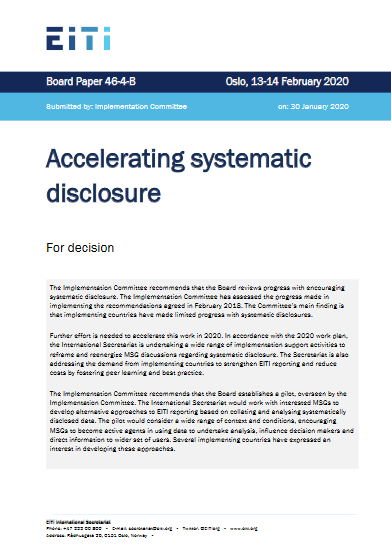 EITI
Board Paper 46-4-B
Oslo, 13-14 February 2020
Submitted by: Implementation Committee
on: 30 January 2020
Accelerating systematic
disclosure
For decision
The Implementation Committee recommends that the Board reviews progress with encouraging
systematic disclosure. The Implementation Committee has assessed the progress made in
implementing the recommendations agreed in February 2018. The Committee's main finding is
that implementing countries have made limited progress with systematic disclosures.
Further effort is needed to accelerate this work in 2020. In accordance with the 2020 work plan,
the International Secretariat is undertaking a wide range of implementation support activities to
reframe and reenergise MSG discussions regarding systematic disclosure. The Secretariat is also
addressing the demand from implementing countries to strengthen EITI reporting and reduce
costs by fostering peer learning and best practice.
The Implementation Committee recommends that the Board establishes a pilot, overseen by the
Implementation Committee. The International Secretariat would work with interested MSGs to
develop alternative approaches to EITI reporting based on collating and analysing systematically
disclosed data. The pilot would consider a wide range of context and conditions, encouraging
MSGs to become active agents in using data to undertake analysis, influence decision makers and
direct information to wider set of users. Several implementing countries have expressed an
interest in developing these approaches.
EITI International Secretariat
Phone: +47 222 00 800 • E-mail: secretariat@eiti.org • Twitter: @EITIorg • www.eiti.org
Address: Rådhusgata 26, 0151 Oslo, Norway •